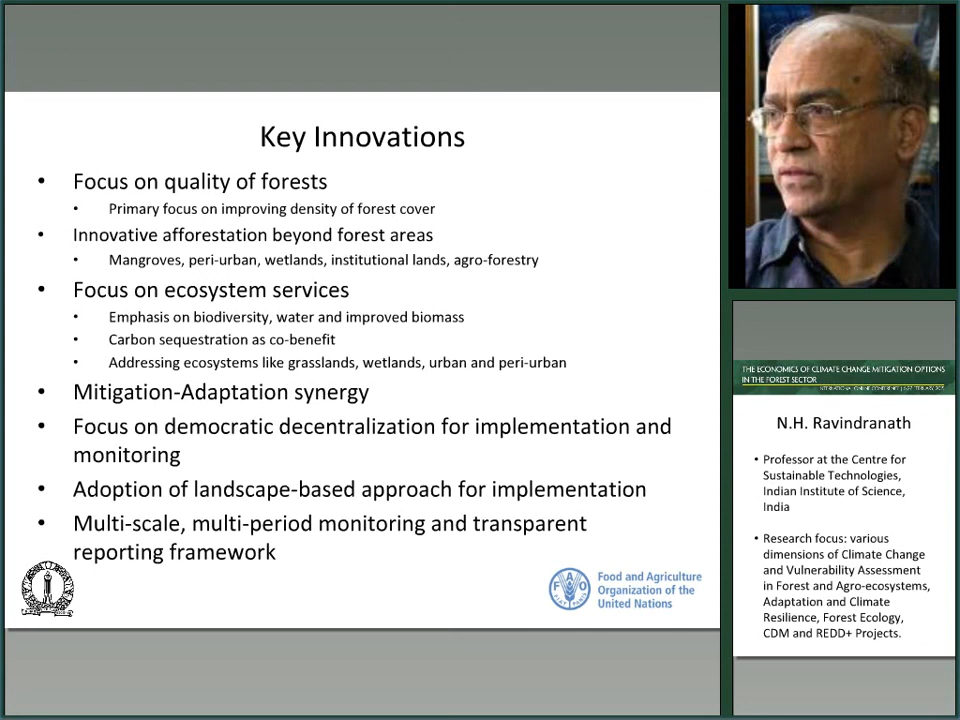 Key Innovations
• Focus on quality of forests
• Primary focus on improving density of forest cover
• Innovative afforestation beyond forest areas
• Mangroves, peri-urban, wetlands, institutional lands, agro-forestry
• Focus on ecosystem services
• Emphasis on biodiversity, water and improved biomass
• Carbon sequestration as co-benefit
• Addressing ecosystems like grasslands, wetlands, urban and peri-urban
• Mitigation-Adaptation synergy
• Focus on democratic decentralization for implementation and
monitoring
• Adoption of landscape-based approach for implementation
• Multi-scale, multi-period monitoring and transparent
reporting framework
FAO
FIAT PANIS
Food and Agriculture
Organization of the
United Nations
THE ECONOMICS OF CLIMATE CHANGE MITIGATION OPTIONS
IN THE FOREST SECTOR
N.H. Ravindranath
• Professor at the Centre for
Sustainable Technologies,
Indian Institute of Science,
India
• Research focus: various
dimensions of Climate Change
and Vulnerability Assessment
in Forest and Agro-ecosystems,
Adaptation and Climate
Resilience, Forest Ecology,
CDM and REDD+ Projects.